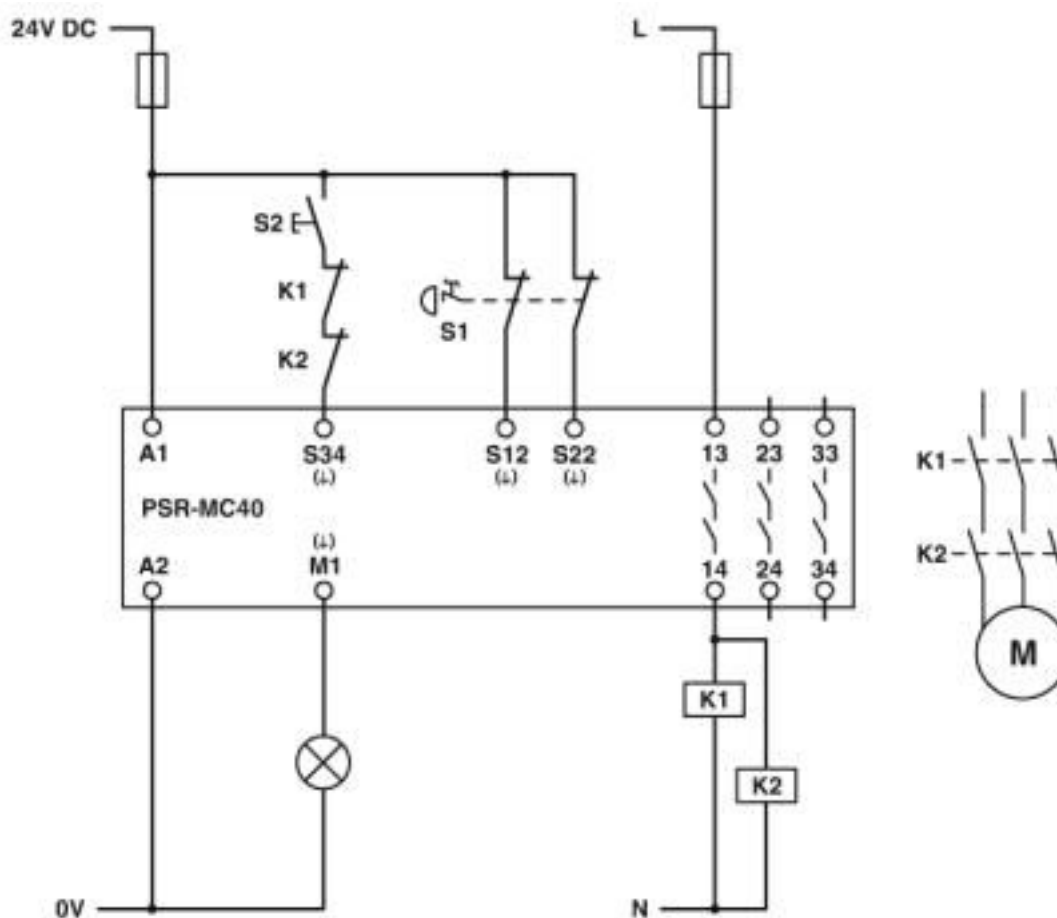 24V DC
L
S2
K1
S1
K2
A1
S34
S12
S22
13
23
33
(⊥)
(⊥)
(⊥)
PSR-MC40
(⊥)
A2
M1
14
24
34
K1
K2
M
K1
K2
0V
N